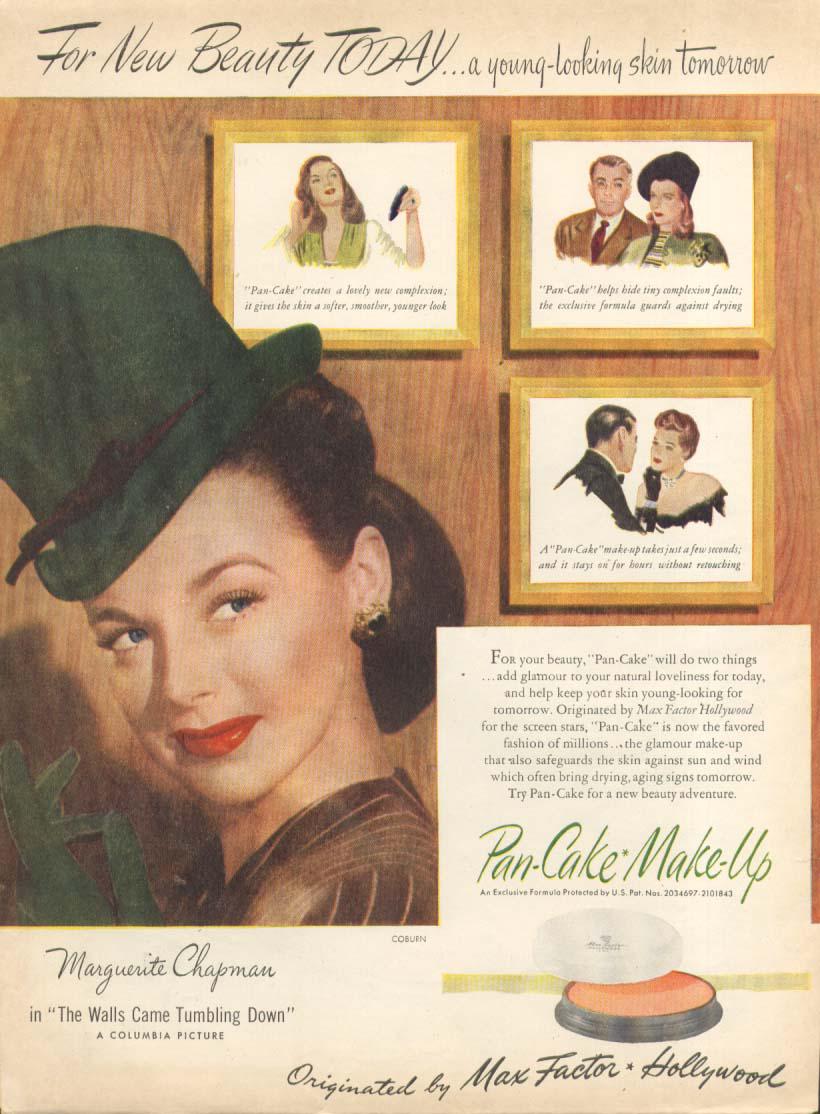 For New Beauty TODAY...a young-looking skin tomorrow
"Pan-Cake" creates a lovely new complexion;
it gives the skin a softer, smoother, younger look
"Pan-Cake" helps hide tiny complexion faults;
the exclusive formula guards against drying
A "Pan-Cake" make-up takes just a few seconds;
and it stays on for hours without retouching
FOR your beauty, "Pan-Cake" will do two things
...add glamour to your natural loveliness for today,
and help keep your skin young-looking for
tomorrow. Originated by Max Factor Hollywood
for the screen stars, "Pan-Cake" is now the favored
fashion of millions...the glamour make-up
that also safeguards the skin against sun and wind
which often bring drying, aging signs tomorrow.
Try Pan-Cake for a new beauty adventure.
Pan-Cake* Make-Up
An Exclusive Formula Protected by U.S. Pat. Nos. 2034697-2101843
COBURN
Max Factor
HOLLYWOOD
Marguerite Chapman
in "The Walls Came Tumbling Down"
A COLUMBIA PICTURE
Originated by Max Factor * Hollywood